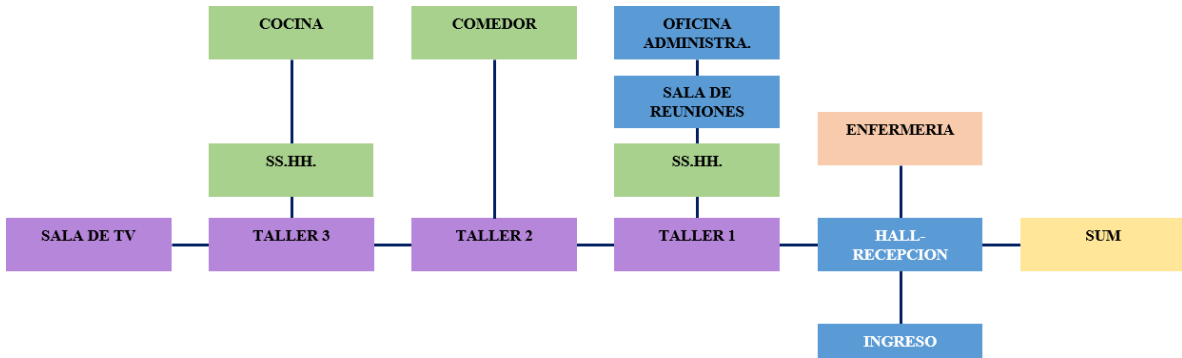 COCINA
COMEDOR
OFICINA
ADMINISTRA.
SALA DE
REUNIONES
ENFERMERIA
SS.HH.
SS.HH.
SALA DE TV
TALLER 3
TALLER 2
TALLER 1
HALL-
RECEPCION
SUM
INGRESO